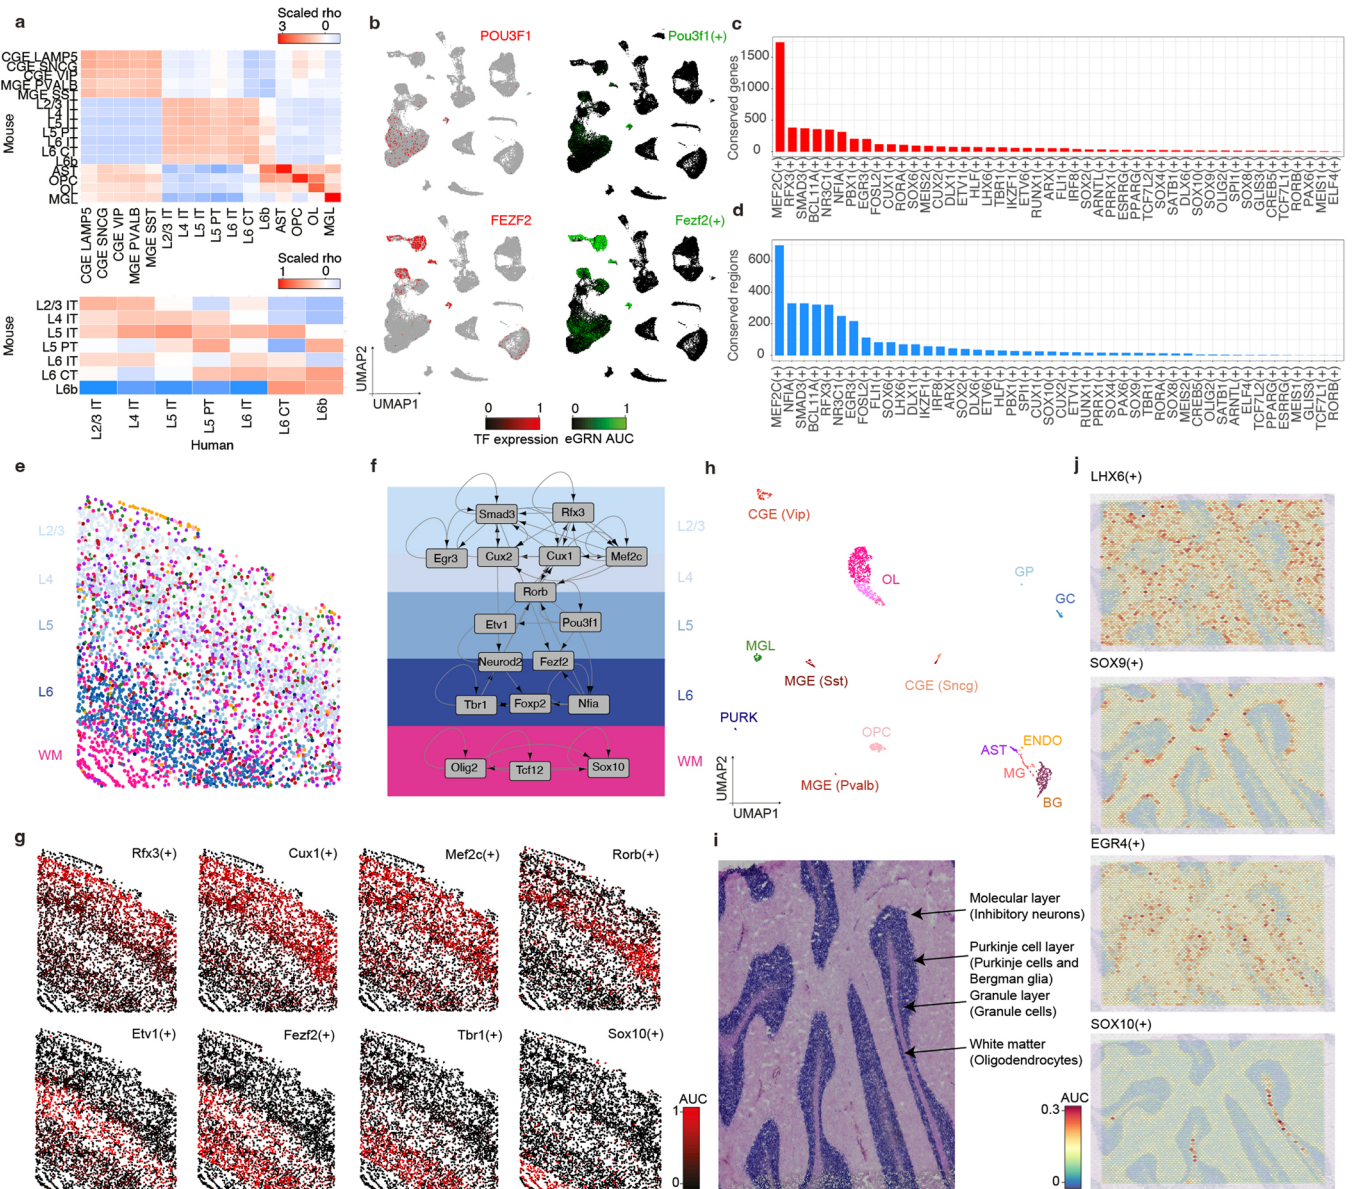 a
Scaled rho
3
0
CGE LAMP5
CGE SNCG
CGE VIP
MGE PVALB
MGE SST
L2/3 IT
L4 IT
L5 IT
L5 PT
L6 IT
L6 CT
L6b
AST
OPC
OL
MGL
Mouse
CGE LAMP5
CGE SNCG
CGE VIP
MGE PVALB
MGE SST
L2/3 IT
L4 IT
L5 IT
L5 PT
L6 IT
L6 CT
L6b
AST
OPC
OL
MGL
Scaled rho
1
0
L2/3 IT
L4 IT
L5 IT
L5 PT
L6 IT
L6 CT
L6b
Mouse
L2/3 IT
L4 IT
L5 IT
L5 PT
L6 IT
L6 CT
L6b
Human
b
POU3F1
Pou3f1(+)
FEZF2
Fezf2(+)
UMAP2
UMAP1
0 1
TF expression
0 1
eGRN AUC
c
Conserved genes
1500
1000
500
0
MEF2C(+)
RFX3(+)
SMAD3(+)
BCL11A(+)
NR3C1(+)
NFIA(+)
PBX1(+)
EGR3(+)
FOSL2(+)
CUX1(+)
RORA(+)
SOX6(+)
MEIS2(+)
CUX2(+)
DLX1(+)
ETV1(+)
HLF(+)
LHX6(+)
TBR1(+)
IKZF1(+)
ETV6(+)
RUNX1(+)
ARX(+)
FLI1(+)
IRF8(+)
SOX2(+)
ARNTL(+)
PRRX1(+)
ESRRG(+)
PPARG(+)
TCF7L2(+)
SOX4(+)
SATB1(+)
DLX6(+)
SOX10(+)
SOX9(+)
OLIG2(+)
SPI1(+)
SOX8(+)
GLIS3(+)
CREB5(+)
TCF7L1(+)
RORB(+)
PAX6(+)
MEIS1(+)
ELF4(+)
d
Conserved regions
600
400
200
0
MEF2C(+)
NFIA(+)
SMAD3(+)
BCL11A(+)
RFX3(+)
NR3C1(+)
EGR3(+)
FOSL2(+)
FLI1(+)
SOX6(+)
LHX6(+)
DLX1(+)
IKZF1(+)
IRF8(+)
ARX(+)
SOX2(+)
DLX6(+)
ETV6(+)
HLF(+)
PBX1(+)
SPI1(+)
CUX1(+)
SOX10(+)
CUX2(+)
ETV1(+)
RUNX1(+)
PRRX1(+)
SOX4(+)
PAX6(+)
SOX9(+)
TBR1(+)
RORA(+)
SOX8(+)
MEIS2(+)
CREB5(+)
OLIG2(+)
SATB1(+)
ARNTL(+)
ELF4(+)
TCF7L2(+)
PPARG(+)
ESRRG(+)
MEIS1(+)
GLIS3(+)
TCF7L1(+)
RORB(+)
e
L2/3
L4
L5
L6
WM
f
Smad3
Rfx3
Egr3
Cux2
Cux1
Mef2c
Rorb
Etv1
Pou3f1
Neurod2
Fezf2
Tbr1
Foxp2
Nfia
Olig2
Tcf12
Sox10
L2/3
L4
L5
L6
WM
g
Rfx3(+)
Cux1(+)
Mef2c(+)
Rorb(+)
Etv1(+)
Fezf2(+)
Tbr1(+)
Sox10(+)
AUC
1
0
h
CGE (Vip)
OL
GP
GC
MGL
MGE (Sst)
CGE (Sncg)
PURK
OPC
AST
ENDO
MG
BG
MGE (Pvalb)
UMAP2
UMAP1
i
Molecular layer
(Inhibitory neurons)
Purkinje cell layer
(Purkinje cells and
Bergman glia)
Granule layer
(Granule cells)
White matter
(Oligodendrocytes)
AUC
0.3
0
j
LHX6(+)
SOX9(+)
EGR4(+)
SOX10(+)